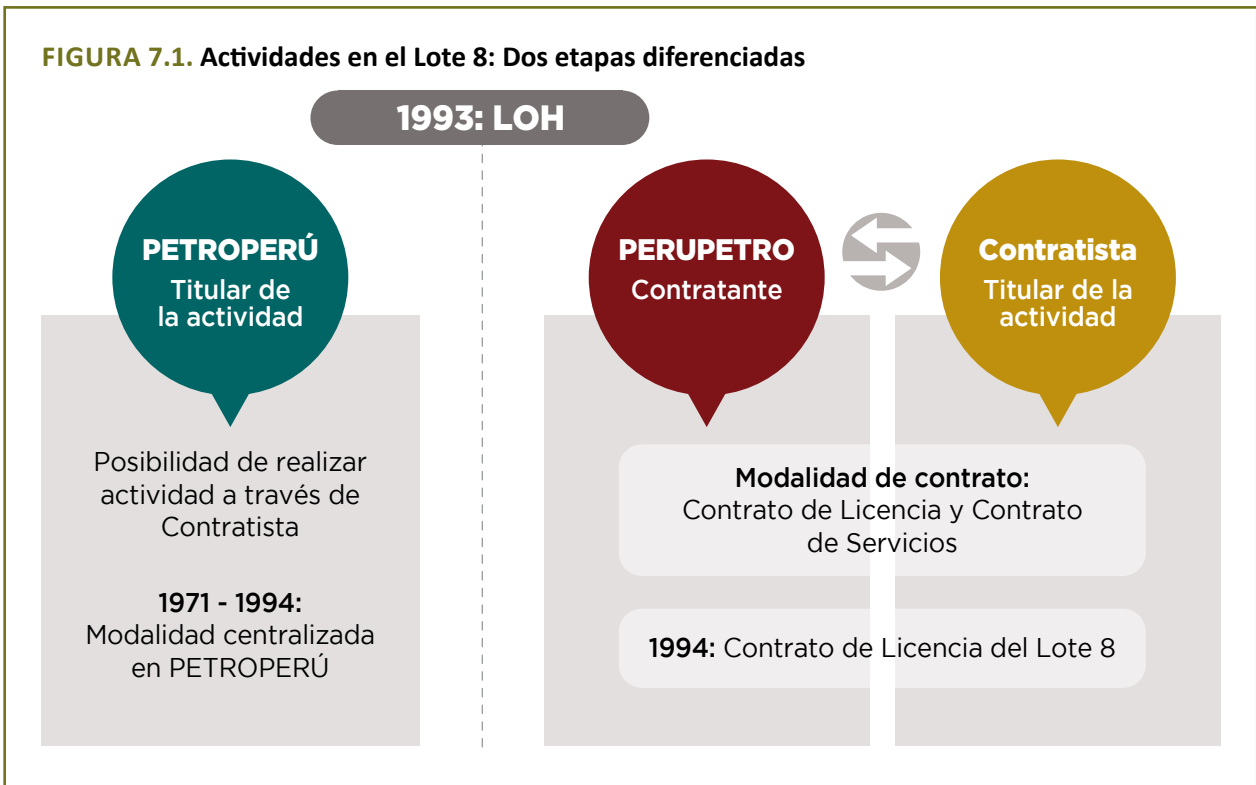 FIGURA 7.1. Actividades en el Lote 8: Dos etapas diferenciadas
1993: LOH
PETROPERÚ
Titular de
la actividad
Posibilidad de realizar
actividad a través de
Contratista
1971 - 1994:
Modalidad centralizada
en PETROPERÚ
PERUPETRO
Contratante
Contratista
Titular de la
actividad
Modalidad de contrato:
Contrato de Licencia y Contrato
de Servicios
1994: Contrato de Licencia del Lote 8